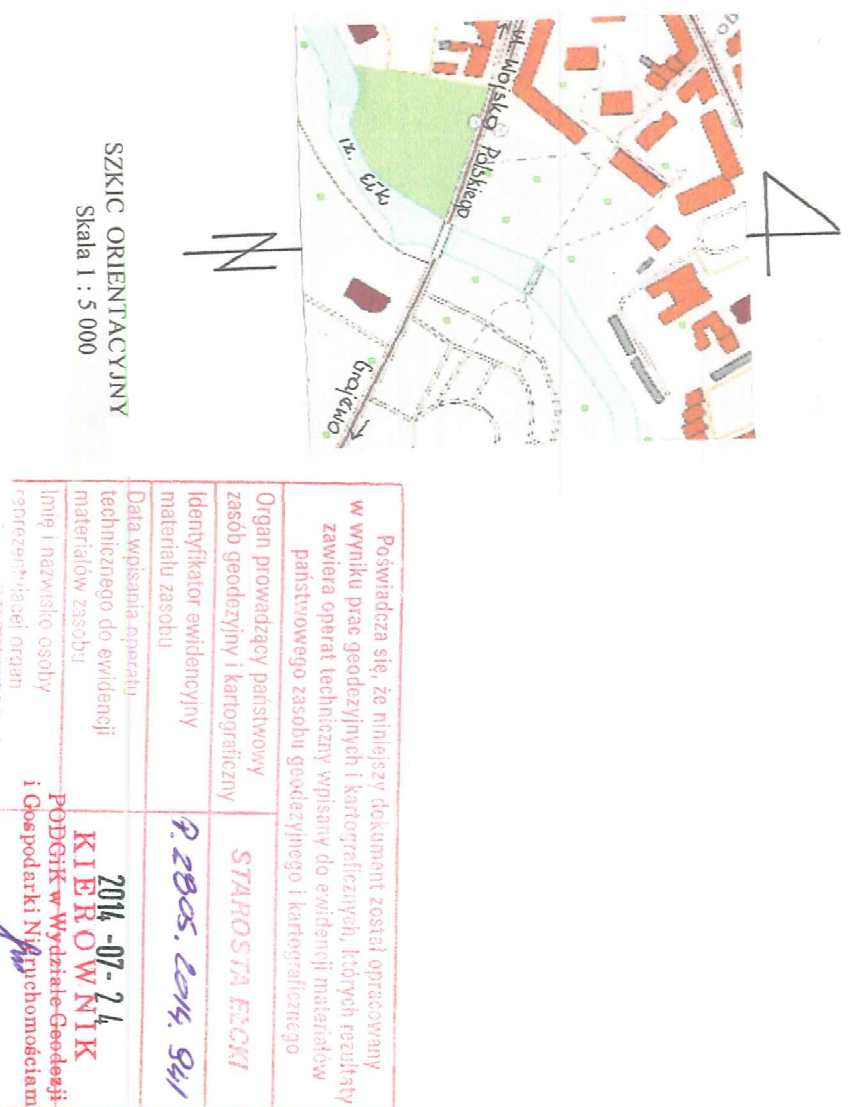 ul. Wojska Polskiego
Grajewo
N
SZKIC ORIENTACYJNY
Skala 1 : 5 000
Poświadcza się, że niniejszy dokument został opracowany
w wyniku prac geodezyjnych i kartograficznych, których rezultaty
zawiera operat techniczny wpisany do ewidencji materiałów
państwowego zasobu geodezyjnego i kartograficznego
Organ prowadzący państwowy
zasób geodezyjny i kartograficzny
STAROSTA EŁCKI
Identyfikator ewidencyjny
materiału zasobu
P.2805.2014.941
Data wpisania operatu
technicznego do ewidencji
materiałów zasobu
2014 -07- 24
Imię i nazwisko osoby
reprezentującej organ
KIEROWNIK
PODGiK w Wydziale Geodezji
i Gospodarki Nieruchomościam